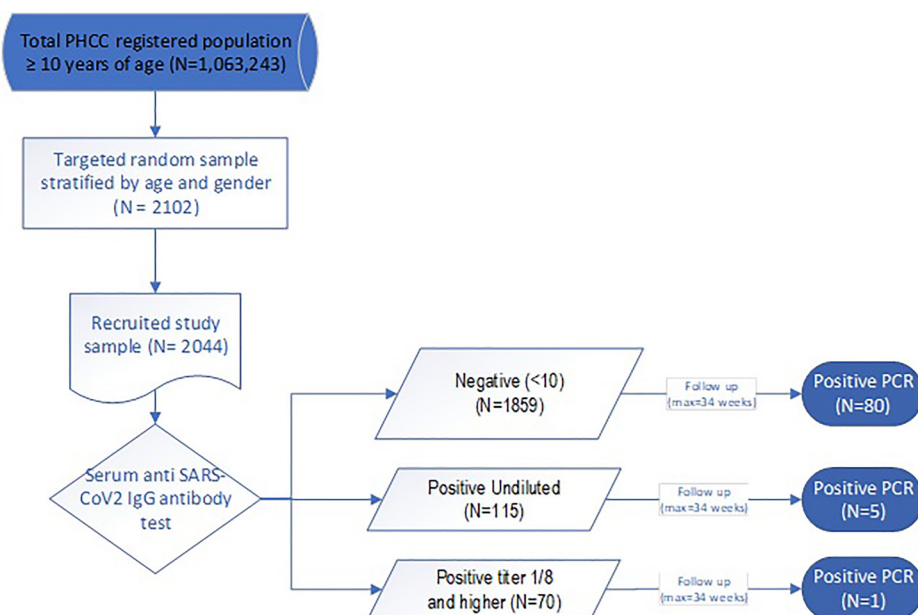 Total PHCC registered population
≥ 10 years of age (N=1,063,243)
Targeted random sample
stratified by age and gender
(N = 2102)
Recruited study
sample (N= 2044)
Serum anti SARS-
CoV2 IgG antibody
test
Negative (<10)
(N=1859)
Follow up
(max=34 weeks)
Positive PCR
(N=80)
Positive Undiluted
(N=115)
Follow up
(max=34 weeks)
Positive PCR
(N=5)
Positive titer 1/8
and higher (N=70)
Follow up
(max=34 weeks)
Positive PCR
(N=1)